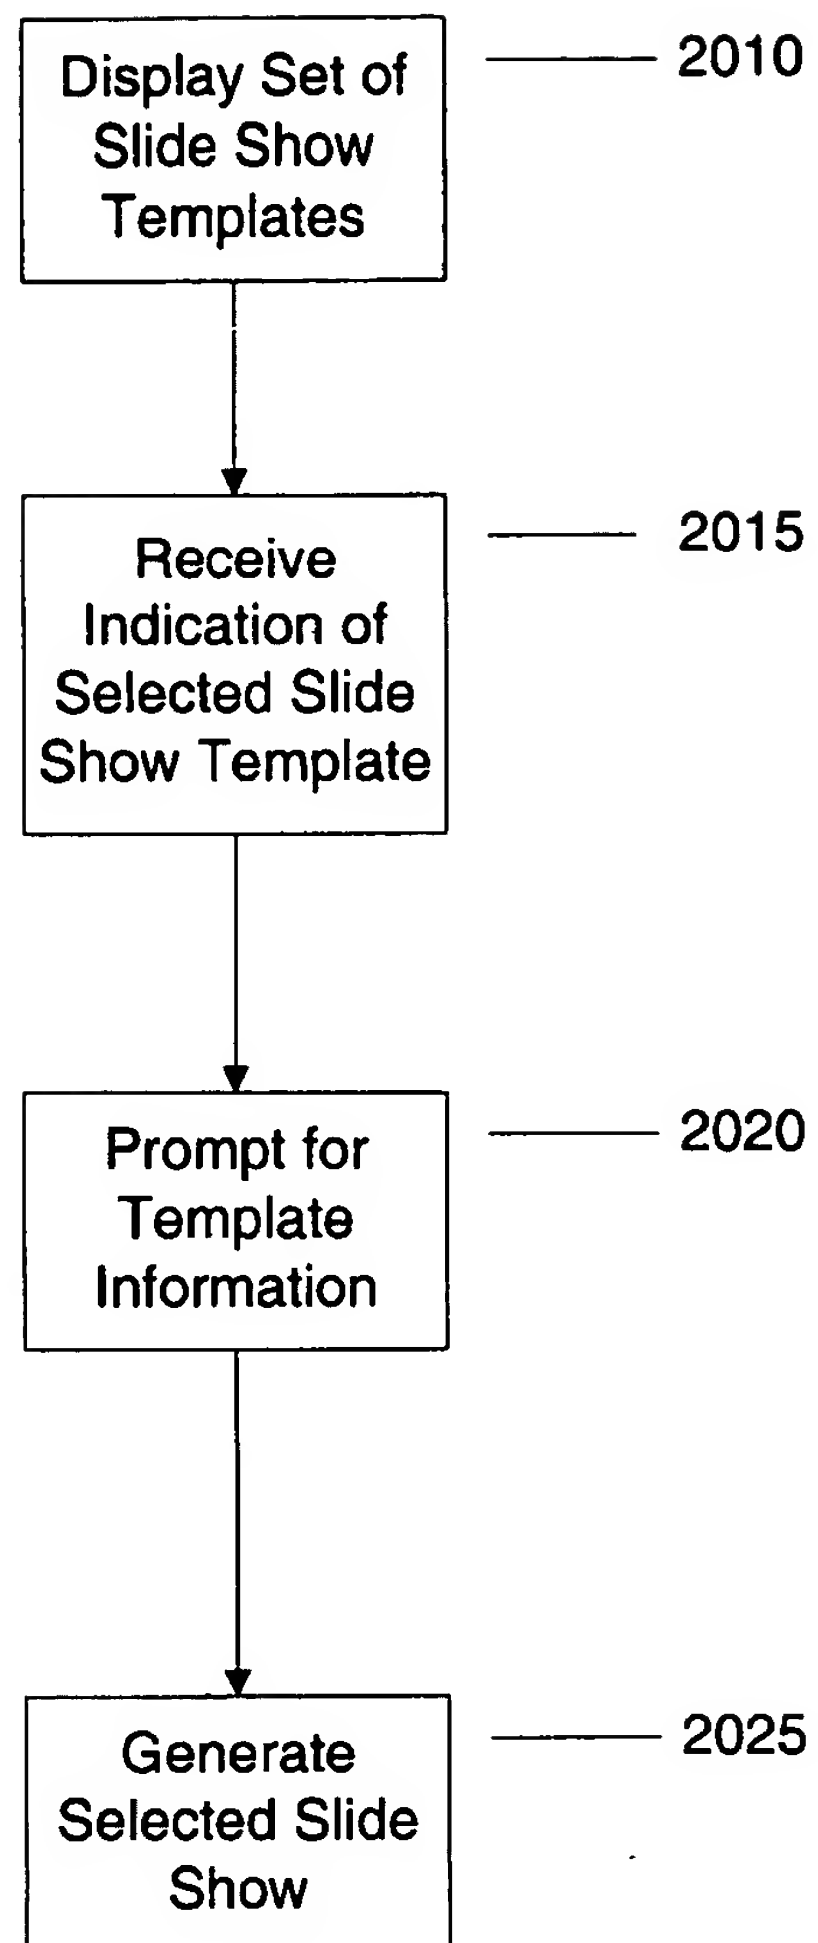 Display Set of
Slide Show
Templates
2010
Receive
Indication of
Selected Slide
Show Template
2015
Prompt for
Template
Information
2020
Generate
Selected Slide
Show
2025